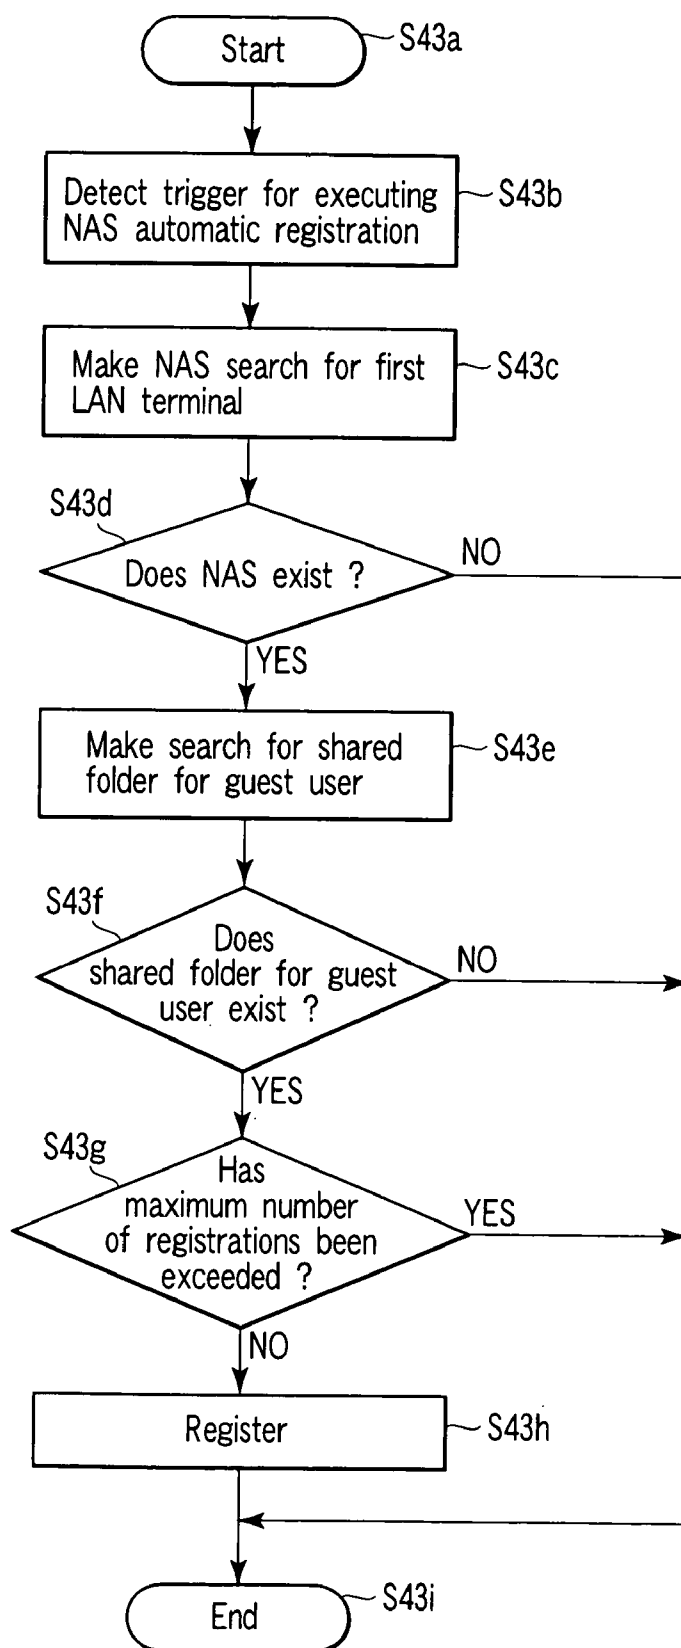 Start
S43a
Detect trigger for executing
NAS automatic registration
S43b
Make NAS search for first
LAN terminal
S43c
S43d
Does NAS exist ?
NO
YES
Make search for shared
folder for guest user
S43e
S43f
Does
shared folder for guest
user exist ?
NO
YES
S43g
Has
maximum number
of registrations been
exceeded ?
YES
NO
Register
S43h
End
S43i